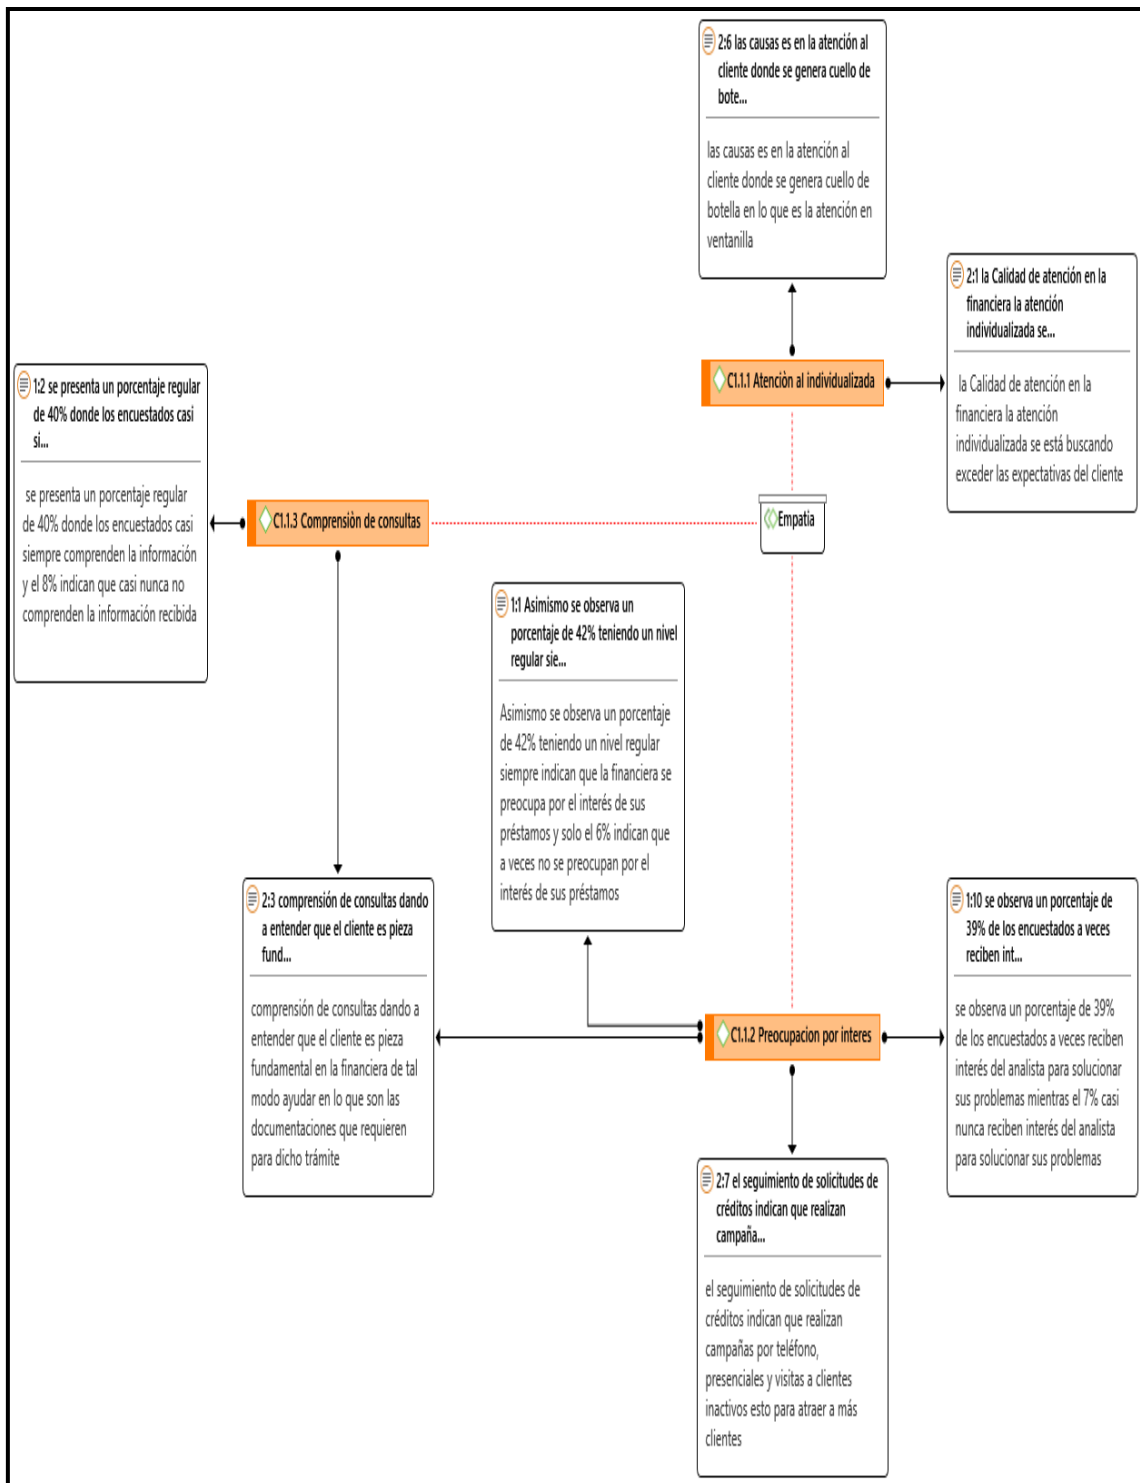 2:6 las causas es en la atención al
cliente donde se genera cuello de
bote...
las causas es en la atención al
cliente donde se genera cuello de
botella en lo que es la atención en
ventanilla
2:1 la Calidad de atención en la
financiera la atención
individualizada se...
la Calidad de atención en la
financiera la atención
individualizada se está buscando
exceder las expectativas del cliente
C1.1.1 Atenciòn al individualizada
1:2 se presenta un porcentaje regular
de 40% donde los encuestados casi
si...
se presenta un porcentaje regular
de 40% donde los encuestados casi
siempre comprenden la información
y el 8% indican que casi nunca no
comprenden la información recibida
C1.1.3 Comprensiòn de consultas
Empatia
1:1 Asimismo se observa un
porcentaje de 42% teniendo un nivel
regular sie...
Asimismo se observa un porcentaje
de 42% teniendo un nivel regular
siempre indican que la financiera se
preocupa por el interés de sus
préstamos y solo el 6% indican que
a veces no se preocupan por el
interés de sus préstamos
2:3 comprensión de consultas dando
a entender que el cliente es pieza
fund...
comprensión de consultas dando a
entender que el cliente es pieza
fundamental en la financiera de tal
modo ayudar en lo que son las
documentaciones que requieren
para dicho trámite
1:10 se observa un porcentaje de
39% de los encuestados a veces
reciben int...
se observa un porcentaje de 39%
de los encuestados a veces reciben
interés del analista para solucionar
sus problemas mientras el 7% casi
nunca reciben interés del analista
para solucionar sus problemas
C1.1.2 Preocupacion por interes
2:7 el seguimiento de solicitudes de
créditos indican que realizan
campaña...
el seguimiento de solicitudes de
créditos indican que realizan
campañas por teléfono,
presenciales y visitas a clientes
inactivos esto para atraer a más
clientes